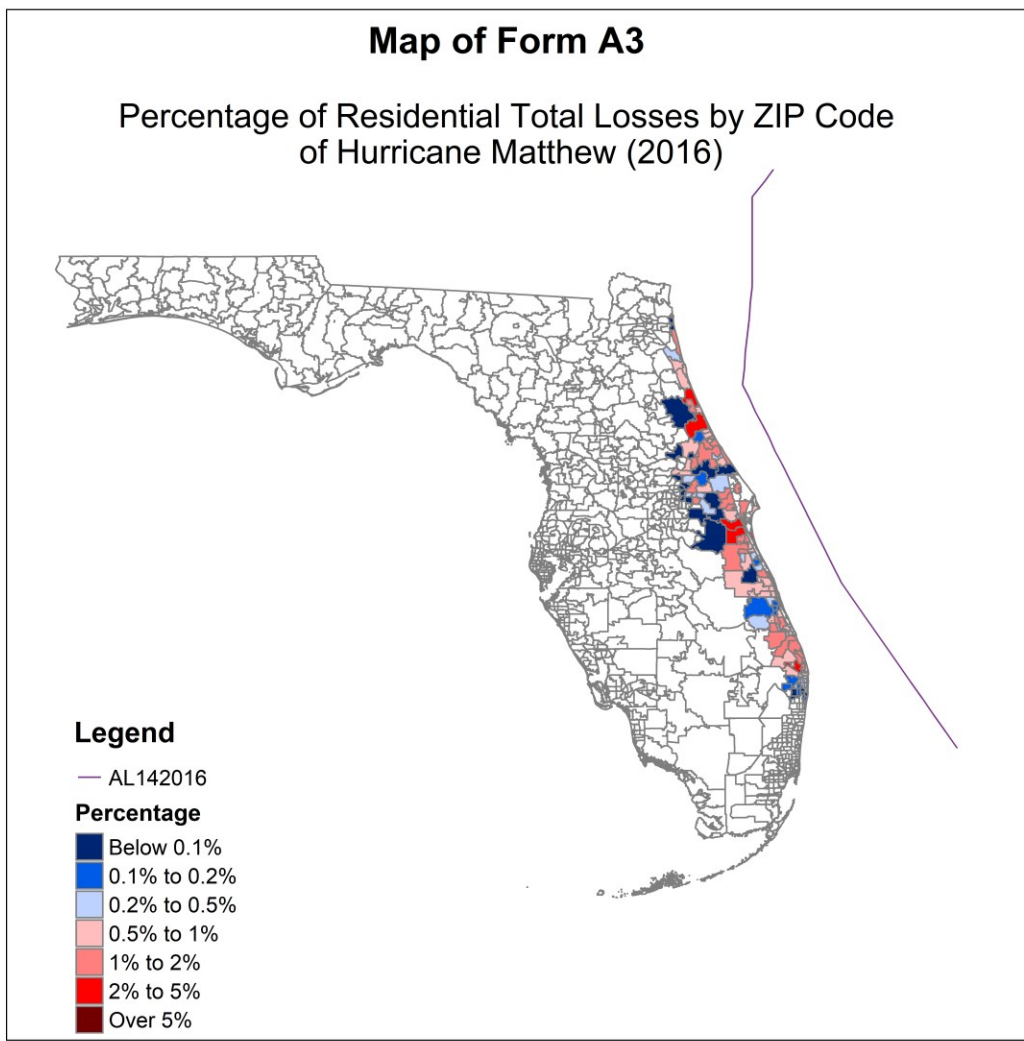 Map of Form A3
Percentage of Residential Total Losses by ZIP Code
of Hurricane Matthew (2016)
Legend
AL142016
Percentage
Below 0.1%
0.1% to 0.2%
0.2% to 0.5%
0.5% to 1%
1% to 2%
2% to 5%
Over 5%